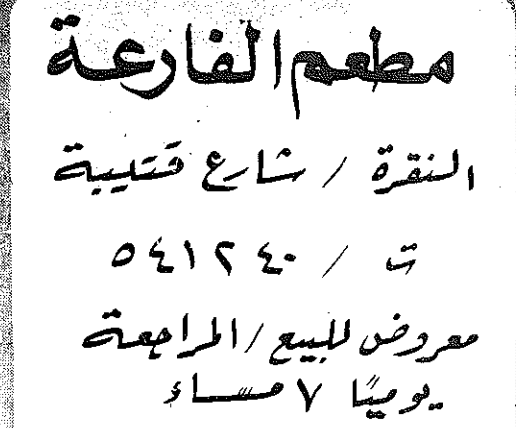 مطعم الفارعة
النقرة / شارع قتيبة
ت / ٥٤١٢٤٠
معروض للبيع / المراجعة
يوميًا ٧ مساء